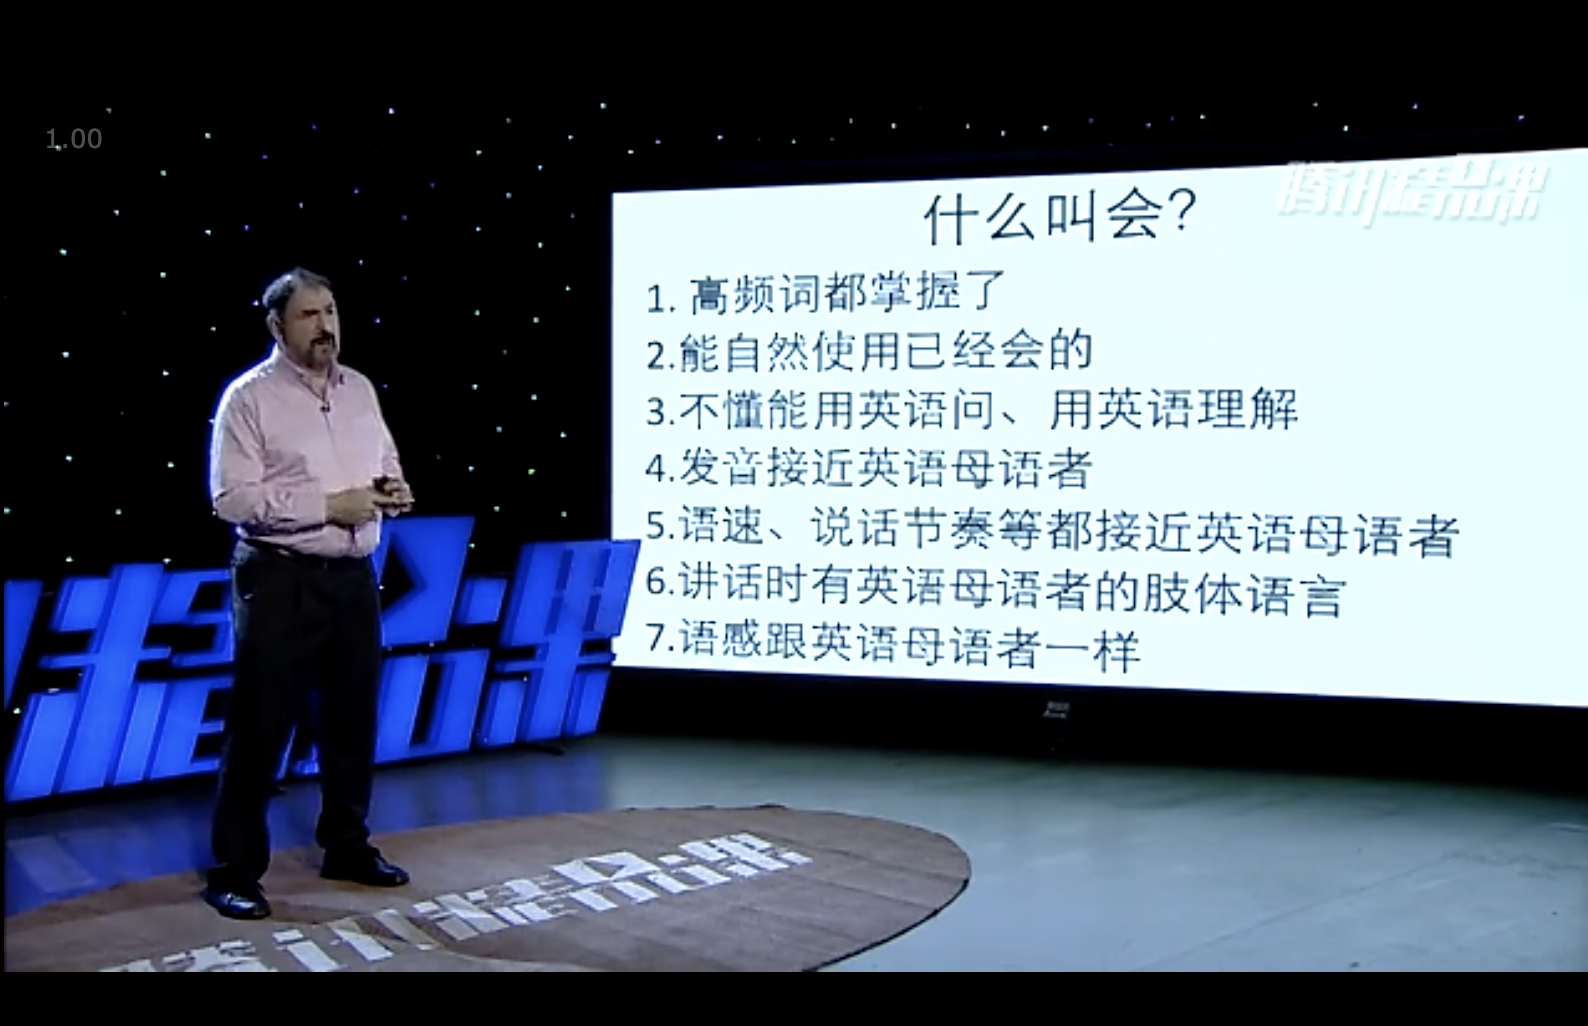 1.00
腾讯精品课
什么叫会?
1. 高频词都掌握了
2.能自然使用已经会的
3.不懂能用英语问、用英语理解
4.发音接近英语母语者
5.语速、说话节奏等都接近英语母语者
6.讲话时有英语母语者的肢体语言
7.语感跟英语母语者一样
精品课
腾讯精品课